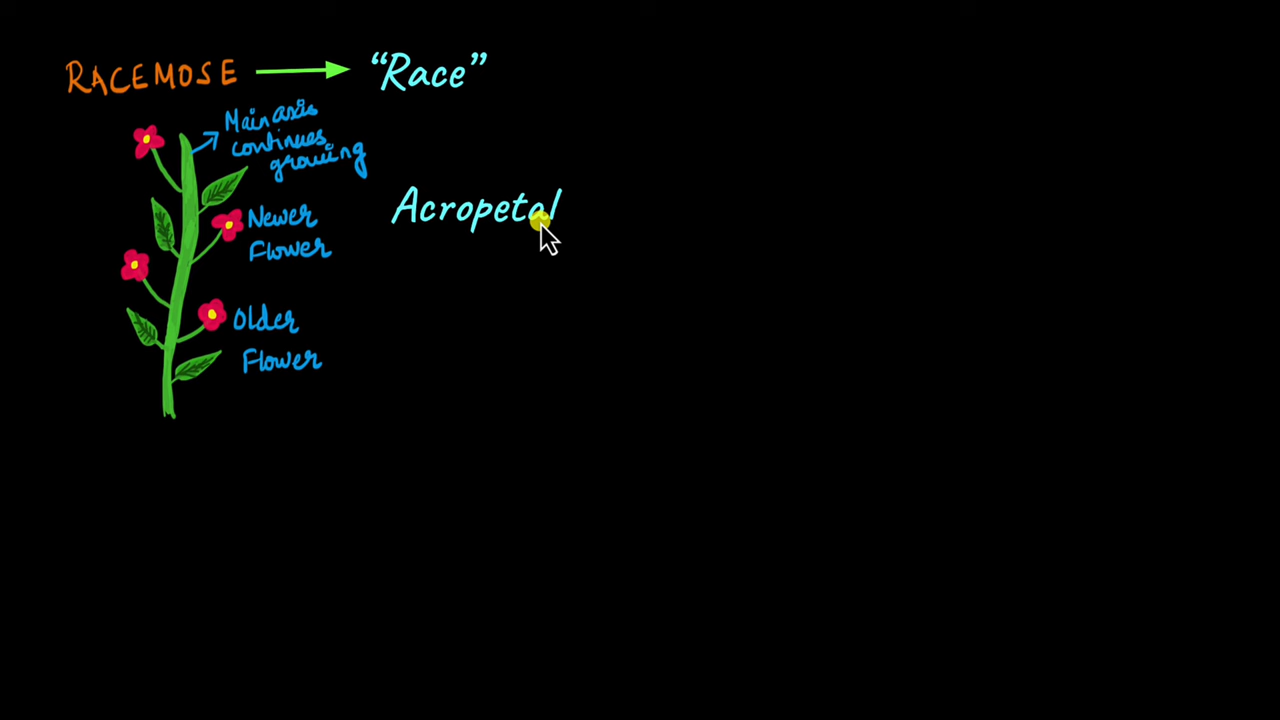 RACEMOSE
“Race”
Main axis
continues
growing
Acropetal
Newer
Flower
Older
Flower